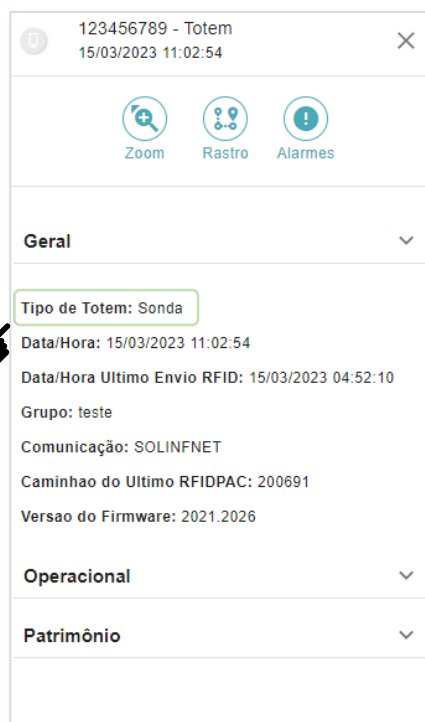 123456789 - Totem
15/03/2023 11:02:54
Zoom Rastro Alarmes
Geral
Tipo de Totem: Sonda
Data/Hora: 15/03/2023 11:02:54
Data/Hora Ultimo Envio RFID: 15/03/2023 04:52:10
Grupo: teste
Comunicação: SOLINFNET
Caminhao do Ultimo RFIDPAC: 200691
Versao do Firmware: 2021.2026
Operacional
Patrimônio